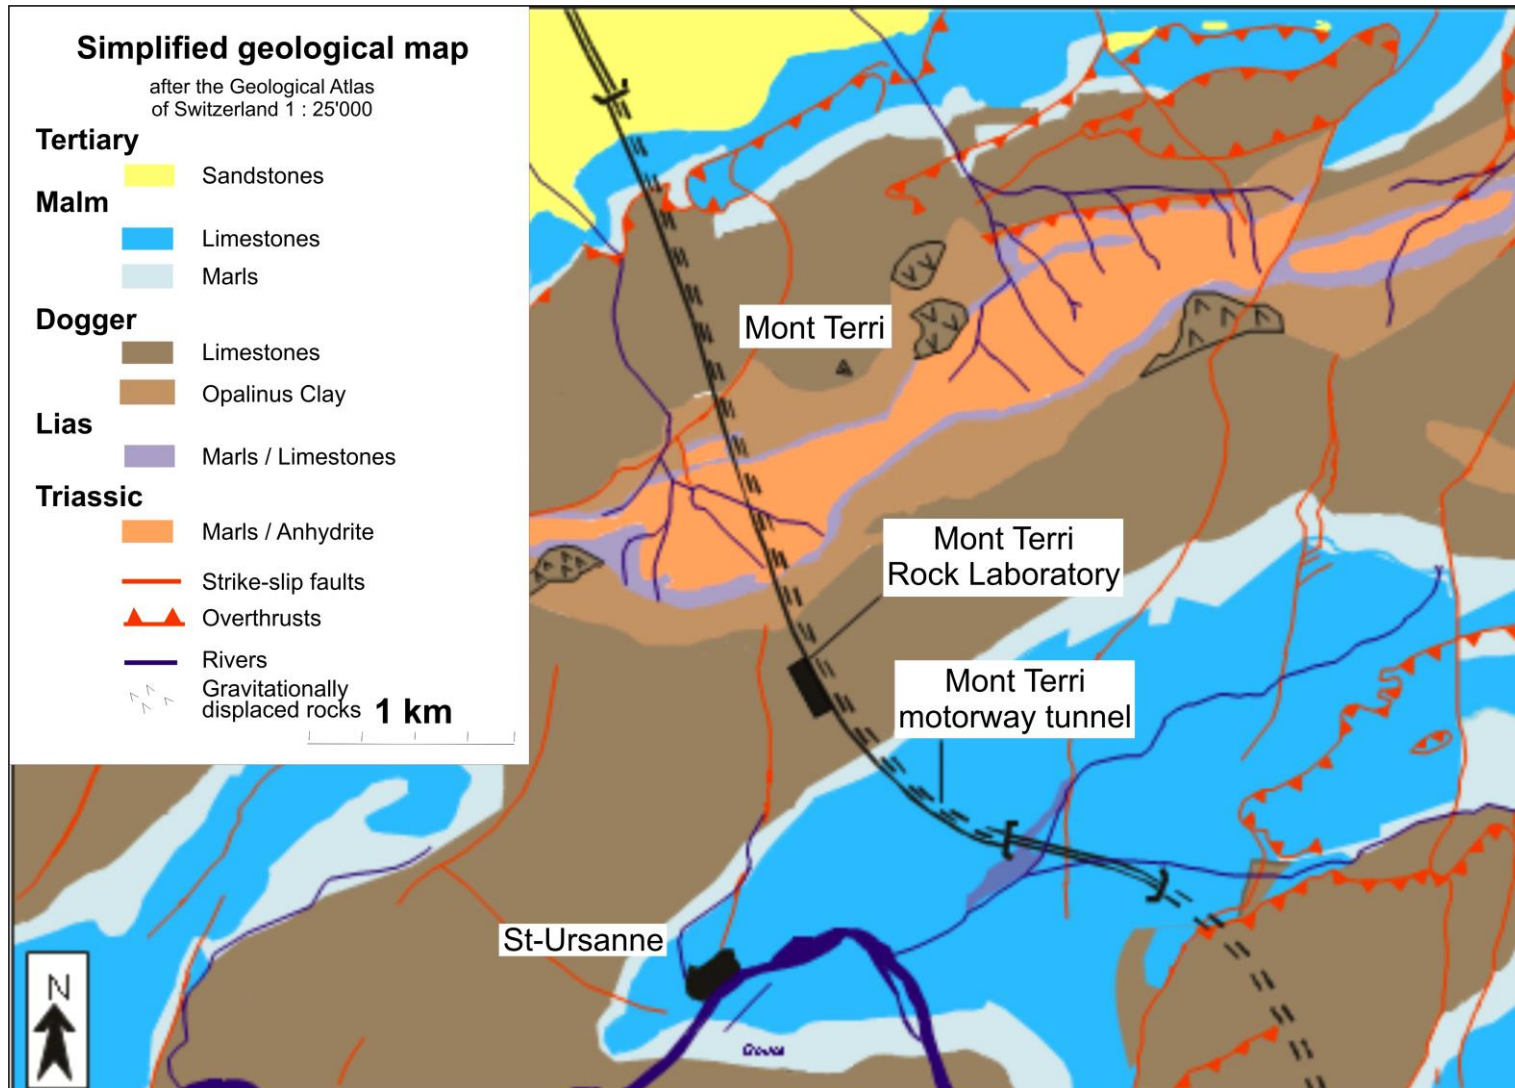 Simplified geological map
after the Geological Atlas
of Switzerland 1 : 25'000
Tertiary
Sandstones
Malm
Limestones
Marls
Dogger
Limestones
Opalinus Clay
Lias
Marls / Limestones
Triassic
Marls / Anhydrite
Strike-slip faults
Overthrusts
Rivers
Gravitationally
displaced rocks
1 km
Mont Terri
Mont Terri
Rock Laboratory
Mont Terri
motorway tunnel
St-Ursanne
N